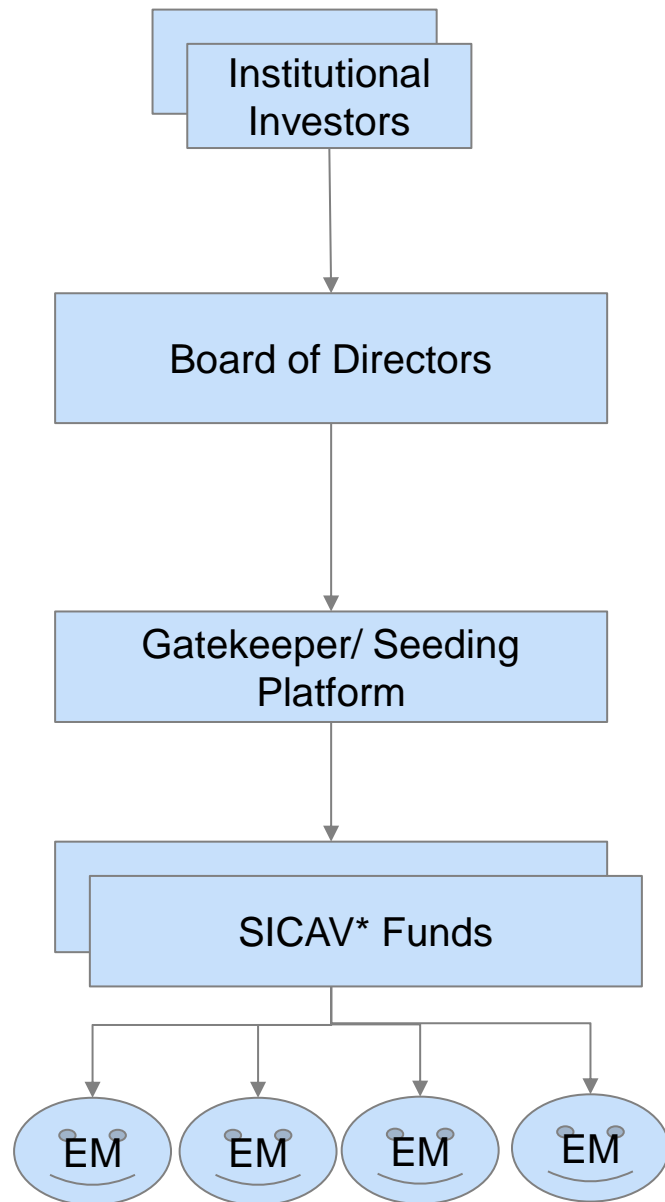 Institutional
Investors
Board of Directors
Gatekeeper/ Seeding
Platform
SICAV* Funds
EM
EM
EM
EM